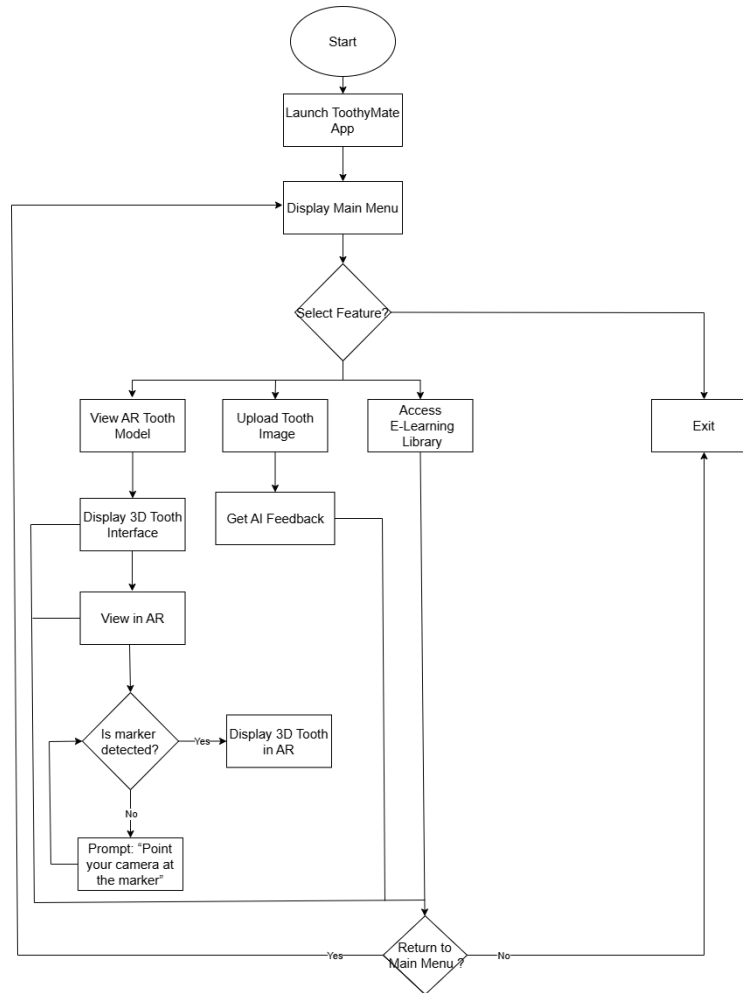 Start
Launch ToothyMate
App
Display Main Menu
Select Feature?
View AR Tooth
Model
Upload Tooth
Image
Access
E-Learning
Library
Exit
Display 3D Tooth
Interface
Get AI Feedback
View in AR
Is marker
detected?
Yes
Display 3D Tooth
in AR
No
Prompt: “Point
your camera at
the marker”
Yes
Return to
Main Menu ?
No